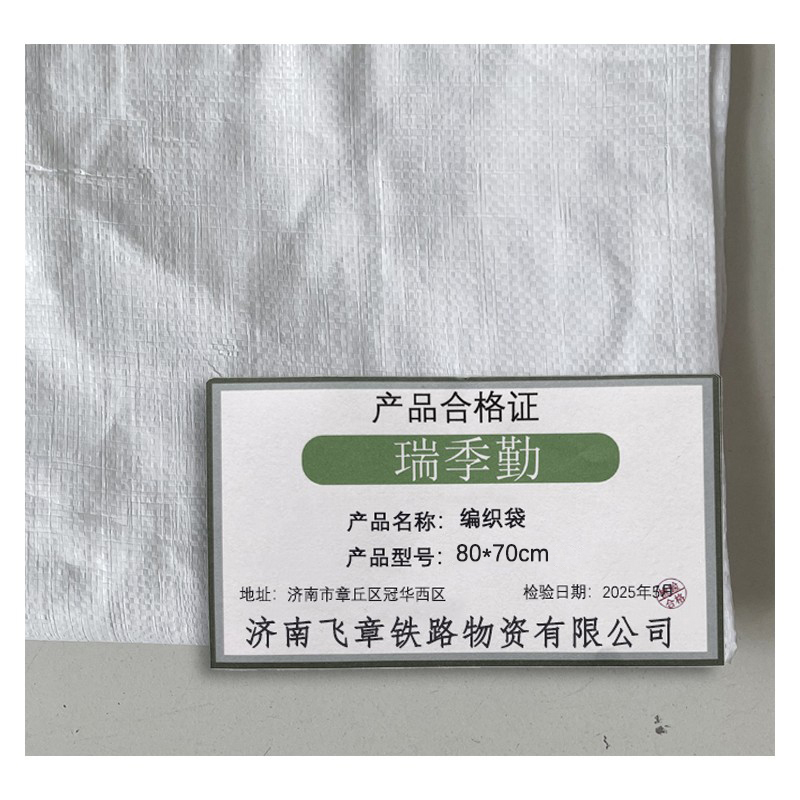 产品合格证
瑞季勤
产品名称：编织袋
产品型号：80*70cm
地址：济南市章丘区冠华西区 检验日期：2025年5月
合格
济南飞章铁路物资有限公司